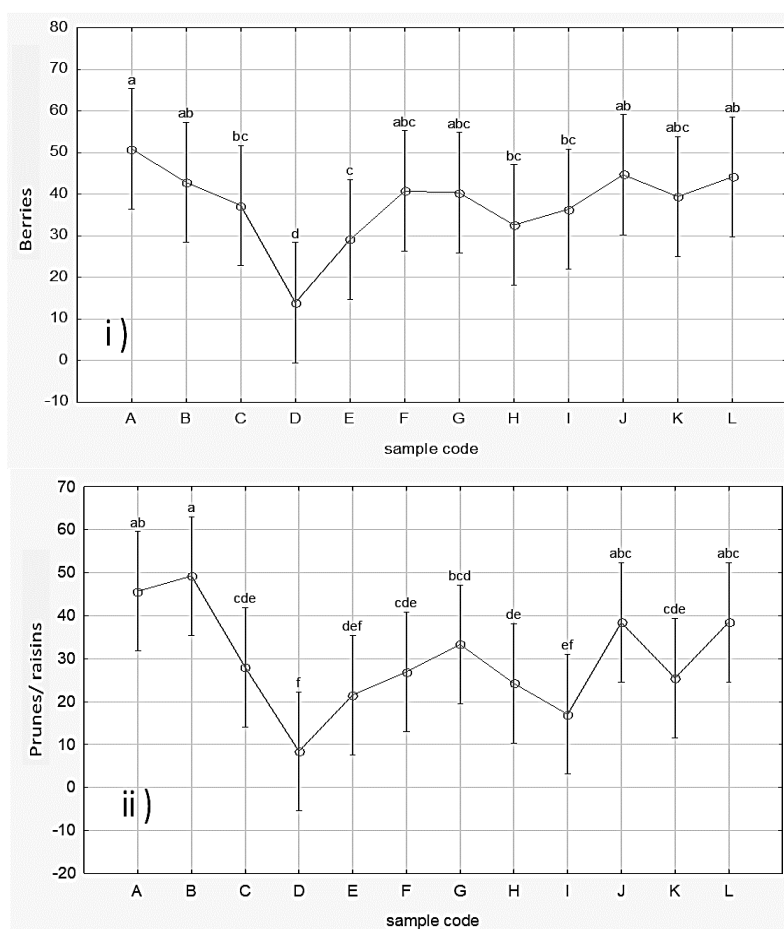 80
70
60
50
40
30
20
10
0
-10
Berries
a
ab
bc
d
c
abc
abc
bc
bc
ab
abc
ab
i )
A B C D E F G H I J K L
sample code
70
60
50
40
30
20
10
0
-10
-20
Prunes/ raisins
ab
a
cde
f
def
cde
bcd
de
ef
abc
cde
abc
ii )
A B C D E F G H I J K L
sample code